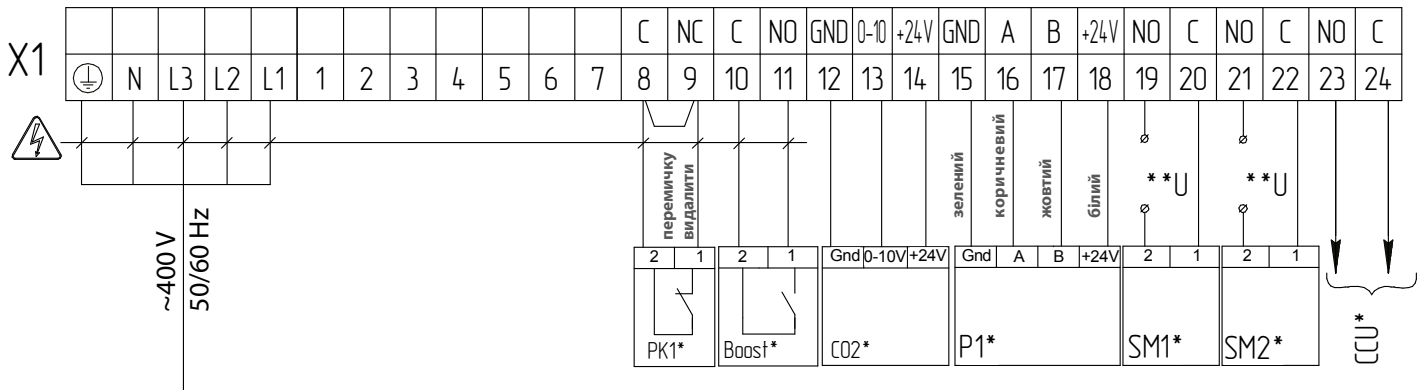 X1
C NC C NO GND 0-10 +24V GND A B +24V NO C NO C NO C
N L3 L2 L1 1 2 3 4 5 6 7 8 9 10 11 12 13 14 15 16 17 18 19 20 21 22 23 24
~400 V
50/60 Hz
перемичку
видалити
зелений
коричневий
жовтий
білий
**U
**U
2 1
2 1
Gnd 0-10V +24V
Gnd A B +24V
2 1
2 1
PK1*
Boost*
CO2*
P1*
SM1*
SM2*
CCU*